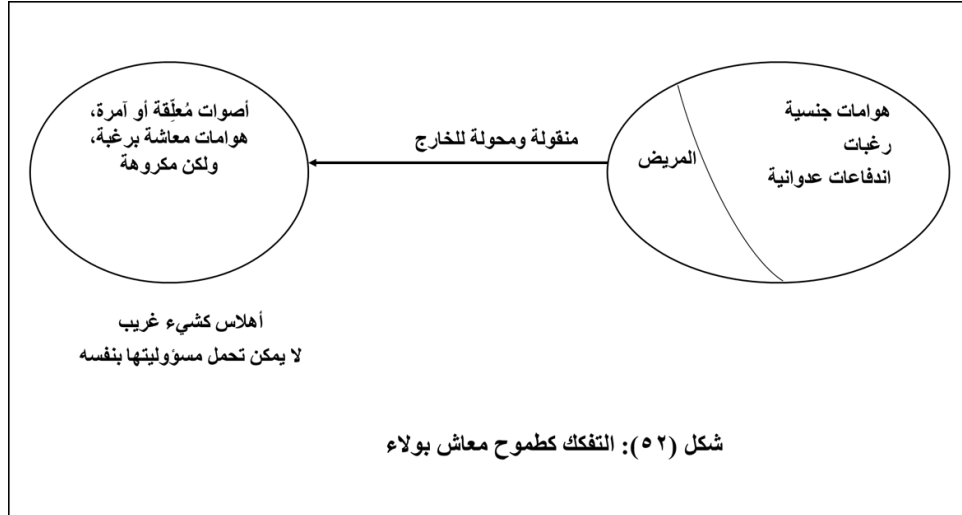 هوامات جنسية
رغبات
اندفاعات عدوانية
المريض
منقولة ومحولة للخارج
أصوات مُعلِّقة أو آمرة،
هوامات معاشة برغبة،
ولكن مكروهة
أهلاس كشيء غريب
لا يمكن تحمل مسؤوليتها بنفسه
شكل (٥٢): التفكك كطموح معاش بولاء